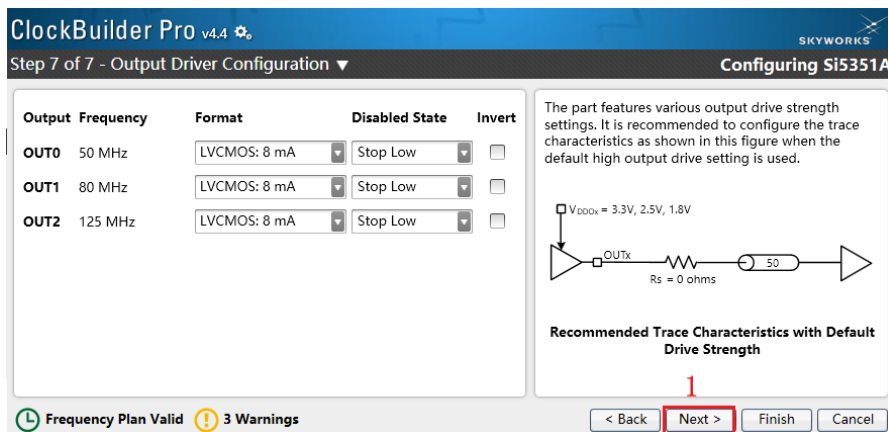 ClockBuilder Pro v4.4
SKYWORKS
Step 7 of 7 - Output Driver Configuration ▼
Configuring Si5351A
Output Frequency Format Disabled State Invert
OUT0 50 MHz LVCMOS: 8 mA Stop Low
OUT1 80 MHz LVCMOS: 8 mA Stop Low
OUT2 125 MHz LVCMOS: 8 mA Stop Low
The part features various output drive strength
settings. It is recommended to configure the trace
characteristics as shown in this figure when the
default high output drive setting is used.
VDDOx = 3.3V, 2.5V, 1.8V
OUTx
50
Rs = 0 ohms
Recommended Trace Characteristics with Default
Drive Strength
1
Frequency Plan Valid 3 Warnings
< Back Next > Finish Cancel